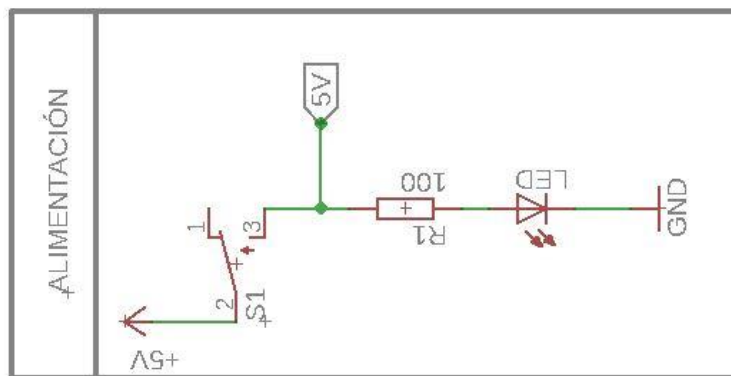 ALIMENTACIÓN
5V
100
R1
LED
GND
1
3
2
S1
+5V